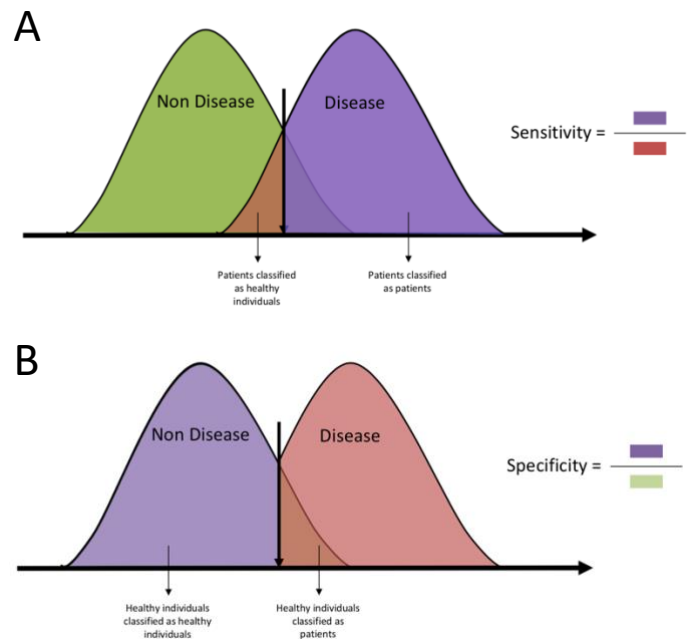 A
Non Disease
Disease
Sensitivity =
Patients classified
as healthy
individuals
Patients classified
as patients
B
Non Disease
Disease
Specificity =
Healthy individuals
classified as healthy
individuals
Healthy individuals
classified as
patients